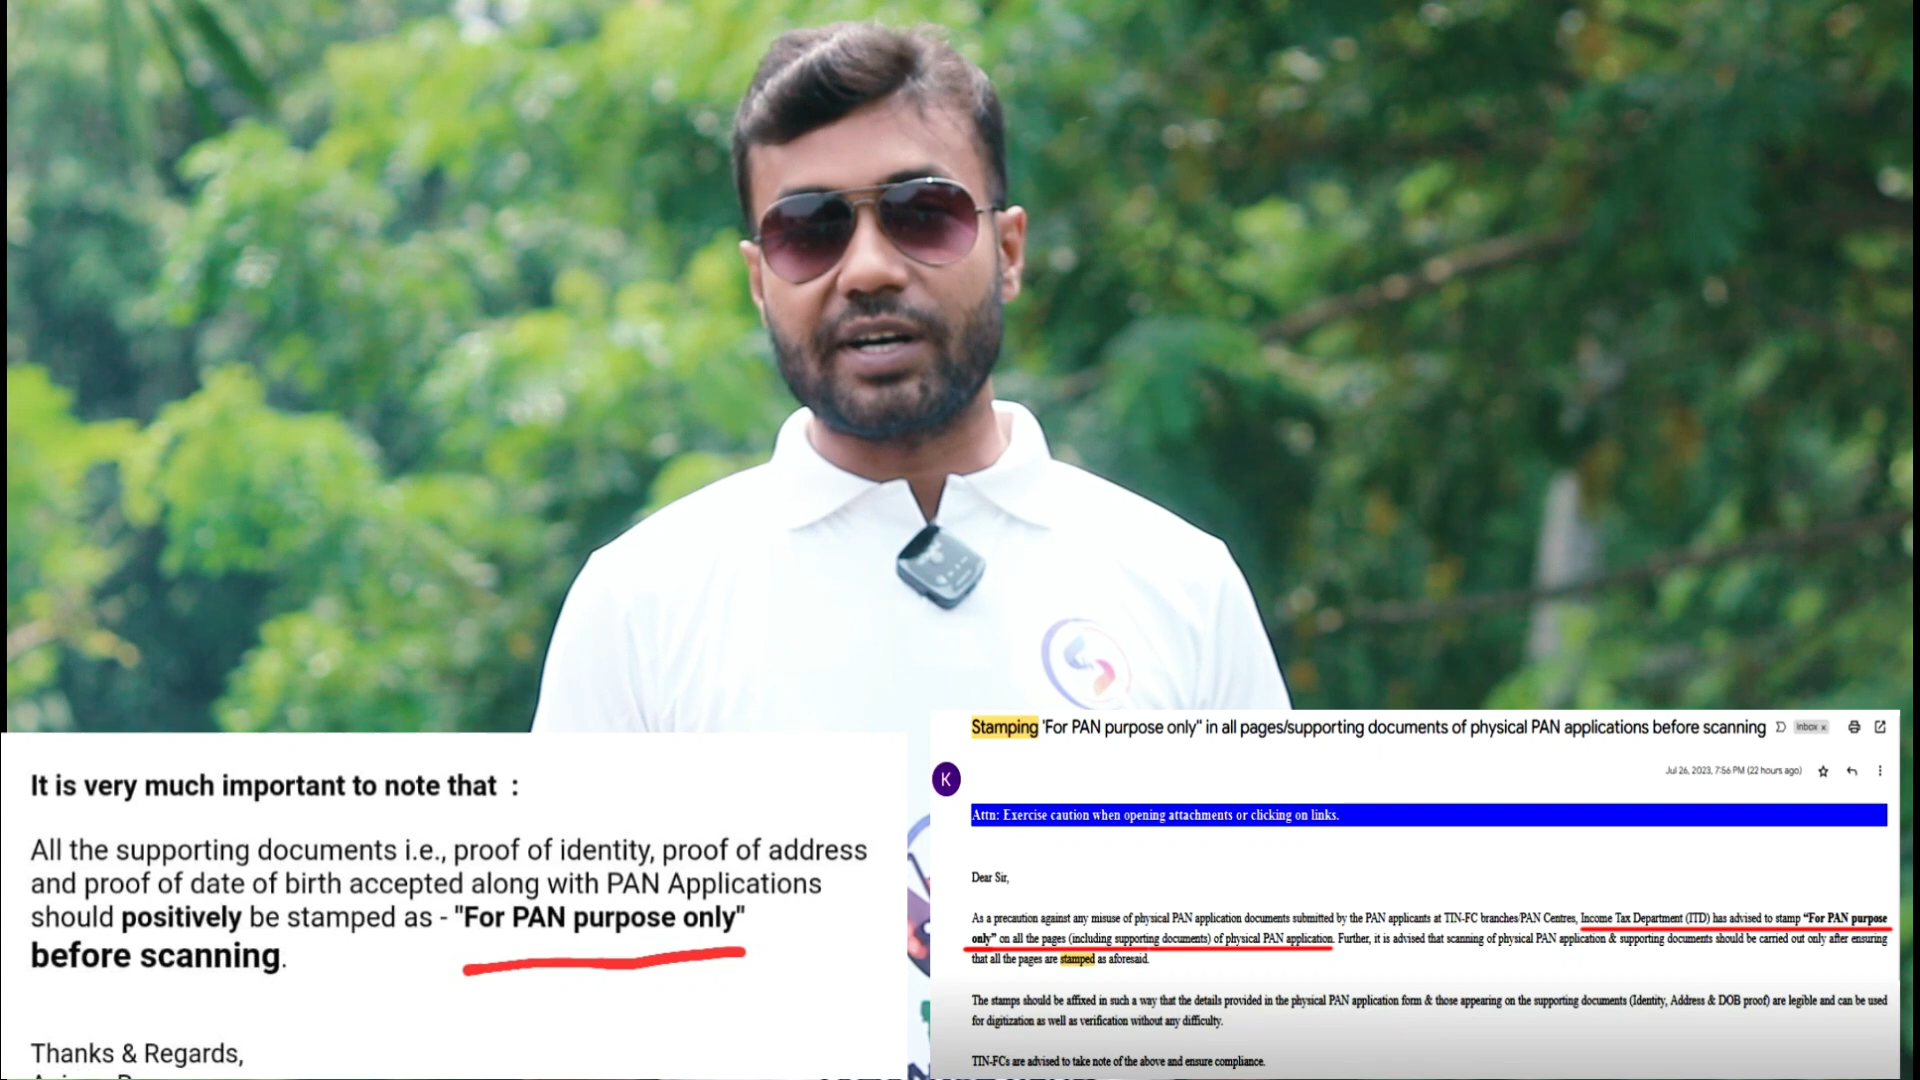 It is very much important to note that :
All the supporting documents i.e., proof of identity, proof of address
and proof of date of birth accepted along with PAN Applications
should positively be stamped as - "For PAN purpose only"
before scanning.
Thanks & Regards,
Stamping 'For PAN purpose only" in all pages/supporting documents of physical PAN applications before scanning
Inbox x
K
Jul 26, 2023, 7:56 PM (22 hours ago)
Attn: Exercise caution when opening attachments or clicking on links.
Dear Sir,
As a precaution against any misuse of physical PAN application documents submitted by the PAN applicants at TIN-FC branches/PAN Centres, Income Tax Department (ITD) has advised to stamp “For PAN purpose
only” on all the pages (including supporting documents) of physical PAN application. Further, it is advised that scanning of physical PAN application & supporting documents should be carried out only after ensuring
that all the pages are stamped as aforesaid.
The stamps should be affixed in such a way that the details provided in the physical PAN application form & those appearing on the supporting documents (Identity, Address & DOB proof) are legible and can be used
for digitization as well as verification without any difficulty.
TIN-FCs are advised to take note of the above and ensure compliance.